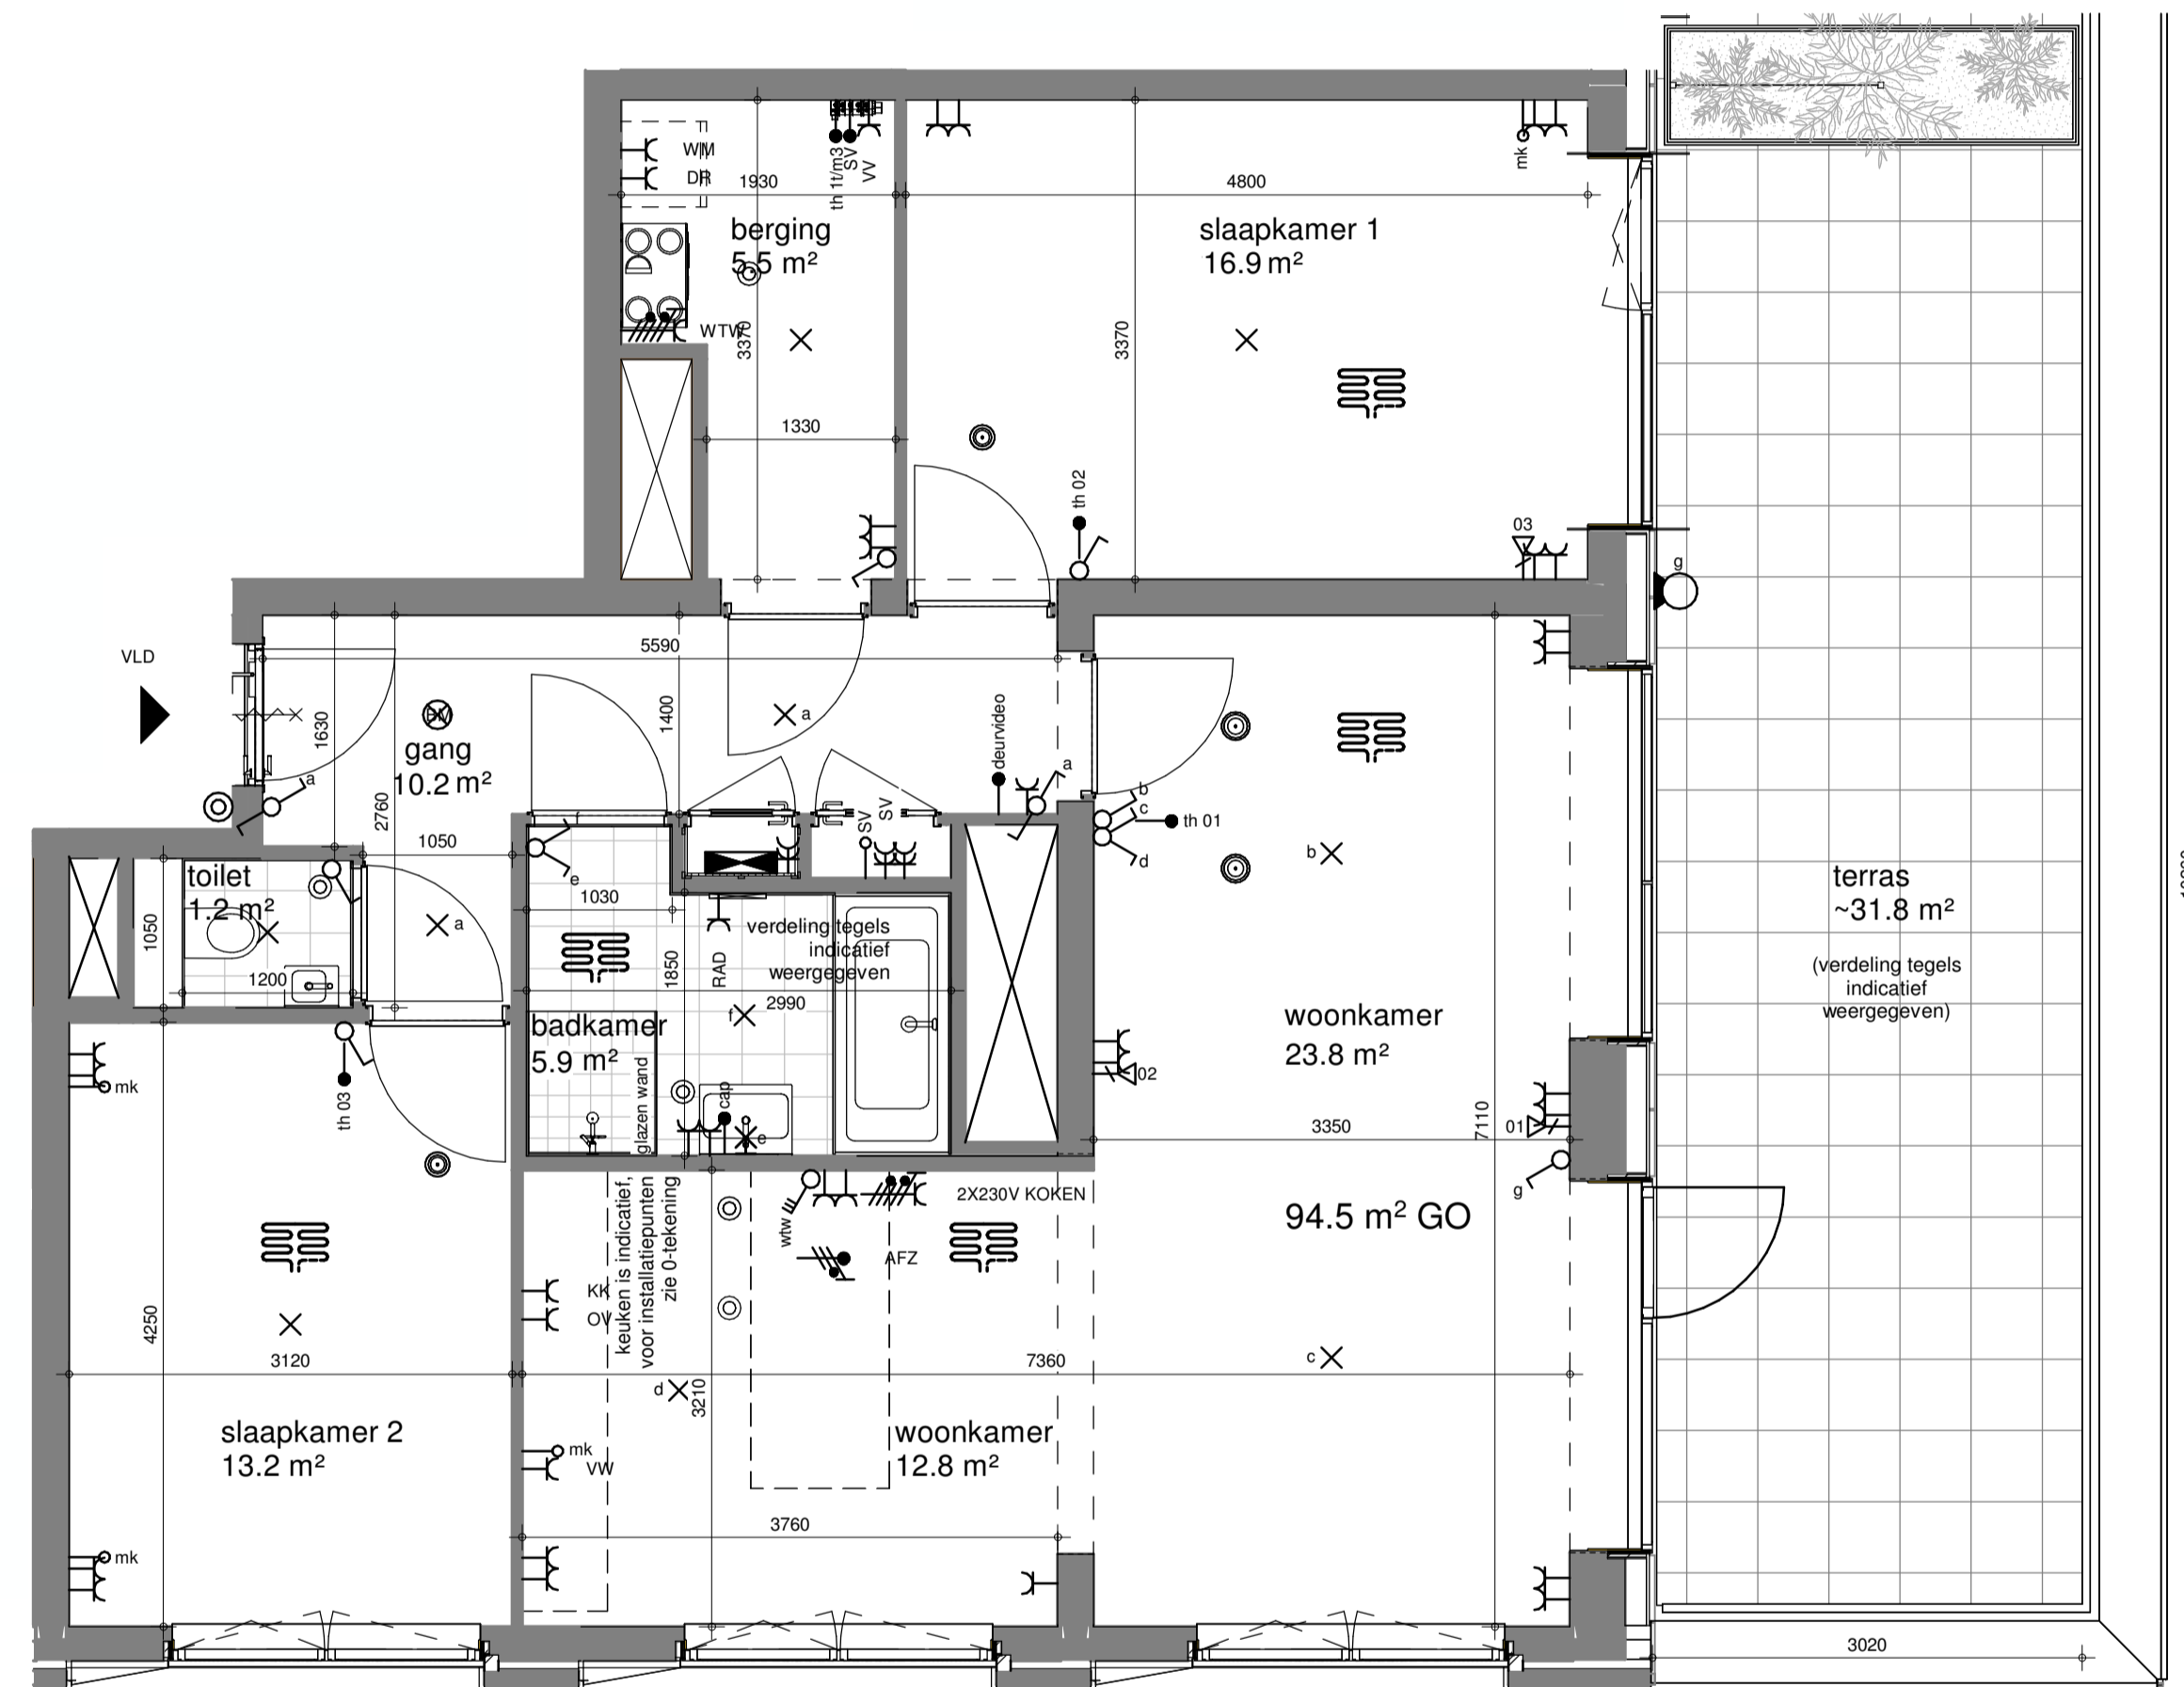 WM
DR
1930
th 1t/m3
SV
VV
berging
5.5 m²
WTW
3370
1330
4800
mk
slaapkamer 1
16.9 m²
3370
th 02
03
g
VLD
5590
1630
1400
a
deurvideo
a
gang
10.2 m²
a
2760
1050
b
c
th 01
d
SV
SV
toilet
1.2 m²
1050
1200
a
e
1030
verdeling tegels
indicatief
weergegeven
1850
RAD
2990
f
badkamer
5.9 m²
glazen wand
cap
e
b
woonkamer
23.8 m²
02
3350
7110
01
g
94.5 m² GO
terras
~31.8 m²
(verdeling tegels
indicatief
weergegeven)
mk
th 03
4250
3120
slaapkamer 2
13.2 m²
mk
keuken is indicatief,
voor installatiepunten
zie 0-tekening
wtw
2X230V KOKEN
AFZ
KK
OV
7360
c
d
3210
woonkamer
12.8 m²
mk
VW
3760
3020